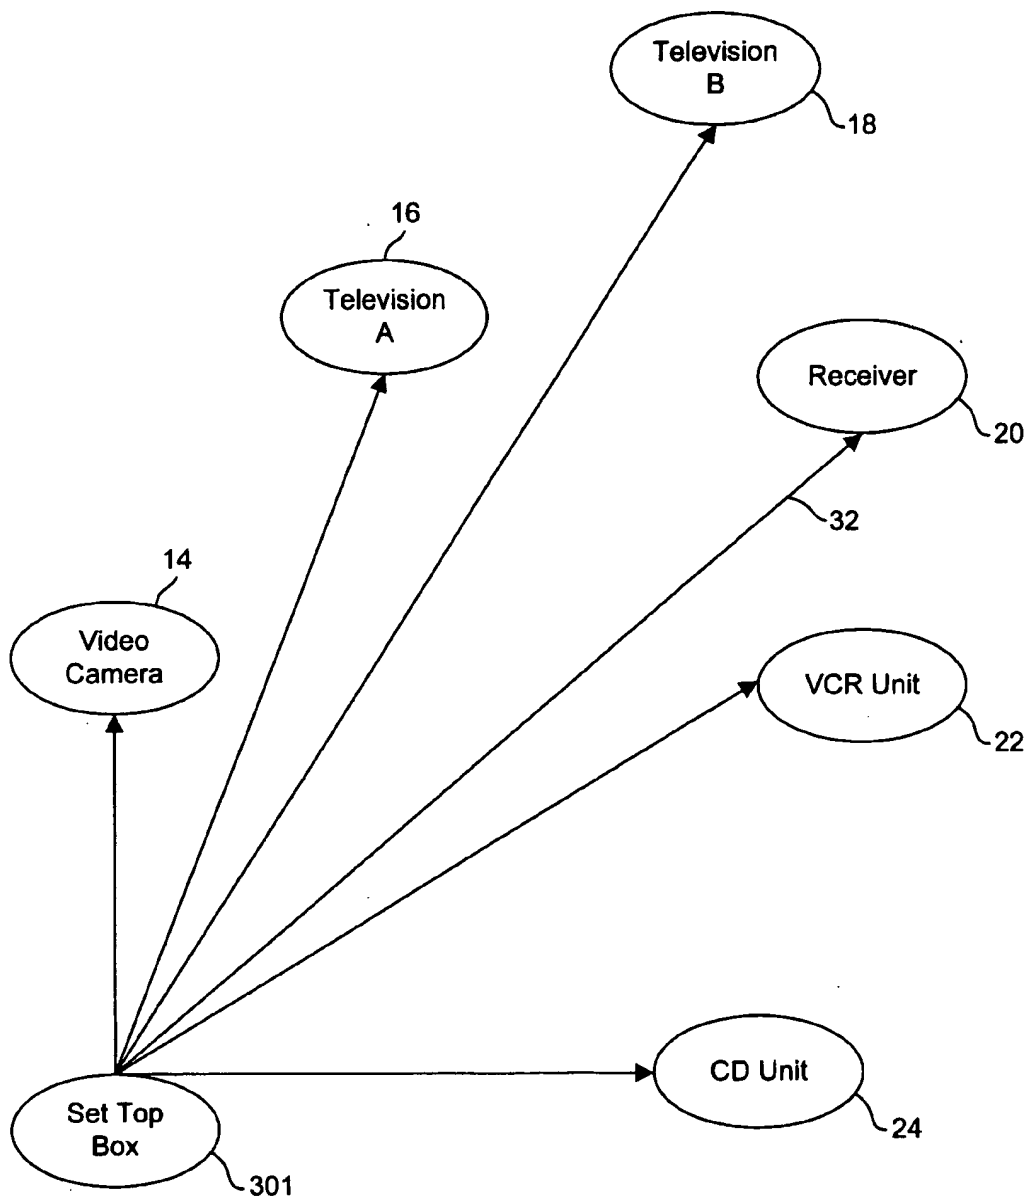 Television
B
18
16
Television
A
Receiver
20
32
14
Video
Camera
VCR Unit
22
CD Unit
24
Set Top
Box
301